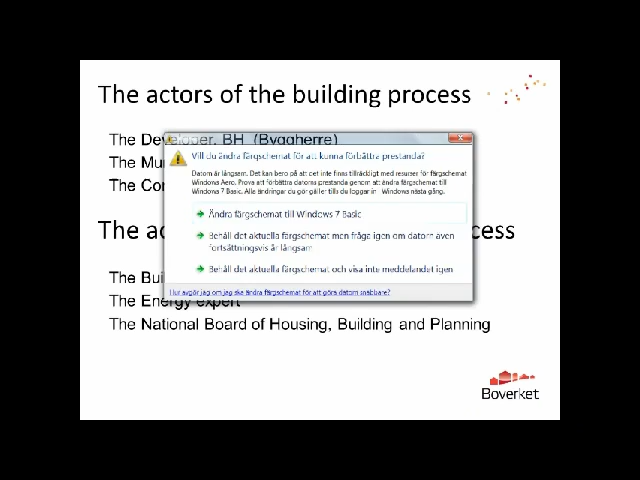 The actors of the building process
The Developer, BH (Byggherre)
The Mu
The Co
Vill du ändra färgschemat för att kunna förbättra prestanda?
Datorn är långsam. Det kan bero på att det inte finns tillräckligt med resurser för färgschemat
Windows Aero. Prova att förbättra datorns prestanda genom att ändra färgschemat till
Windows 7 Basic. Alla ändringar du gör gäller tills du loggar in i Windows nästa gång.
Ändra färgschemat till Windows 7 Basic
Behåll det aktuella färgschemat men fråga igen om datorn även
fortsättningsvis är långsam
Behåll det aktuella färgschemat och visa inte meddelandet igen
Hur avgör jag om jag ska ändra färgschemat för att göra datorn snabbare?
The ac
cess
The Buil
The Energy expert
The National Board of Housing, Building and Planning
Boverket